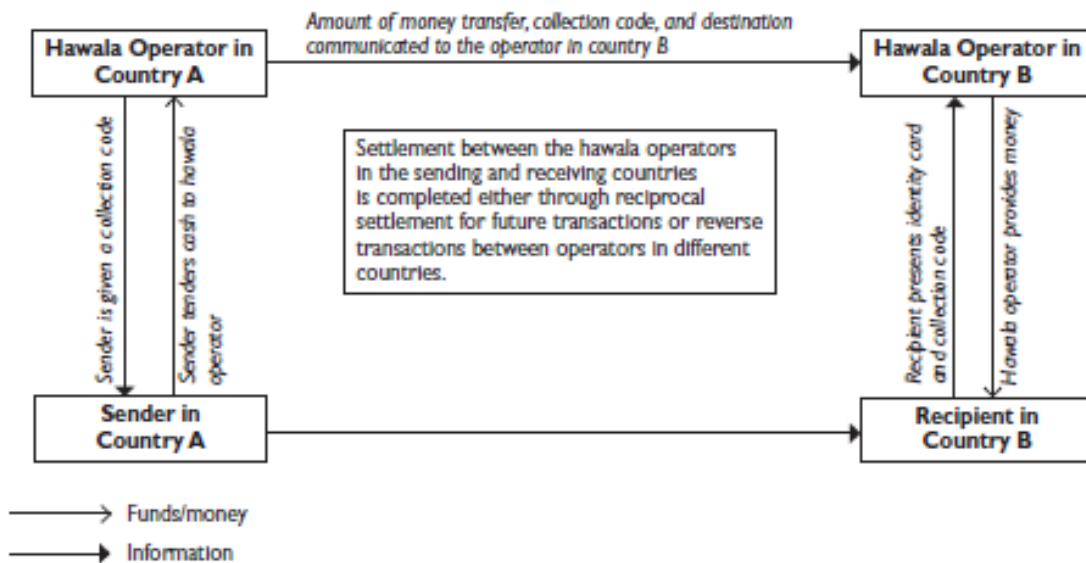 Amount of money transfer, collection code, and destination
communicated to the operator in country B
Hawala Operator in
Country A
Hawala Operator in
Country B
Sender is given a collection code
Sender tenders cash to hawala
operator
Settlement between the hawala operators
in the sending and receiving countries
is completed either through reciprocal
settlement for future transactions or reverse
transactions between operators in different
countries.
Recipient presents identity card
and collection code
Hawala operator provides money
Sender in
Country A
Recipient in
Country B
Funds/money
Information